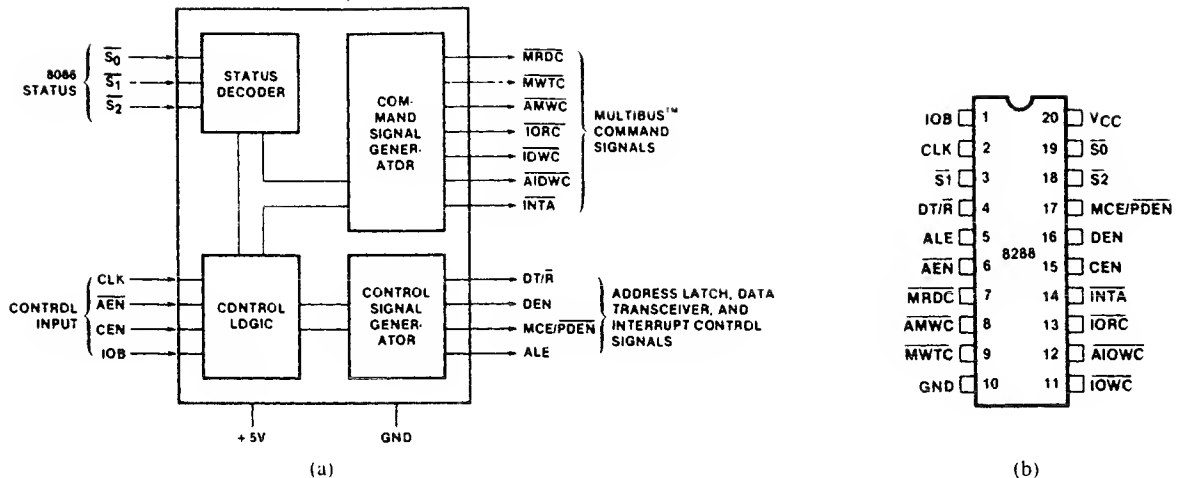 8086
STATUS
S0
S1
S2
STATUS
DECODER
COM-
MAND
SIGNAL
GENER-
ATOR
MRDC
MWTC
AMWC
IORC
IDWC
AIDWC
INTA
MULTIBUS™
COMMAND
SIGNALS
CONTROL
INPUT
CLK
AEN
CEN
IOB
CONTROL
LOGIC
CONTROL
SIGNAL
GENER-
ATOR
DT/R
DEN
MCE/PDEN
ALE
ADDRESS LATCH, DATA
TRANSCEIVER, AND
INTERRUPT CONTROL
SIGNALS
+5V
GND
(a)
IOB 1 20 VCC
CLK 2 19 S0
S1 3 18 S2
DT/R 4 17 MCE/PDEN
ALE 5 16 DEN
8288
AEN 6 15 CEN
MRDC 7 14 INTA
AMWC 8 13 IORC
MWTC 9 12 AIOWC
GND 10 11 IOWC
(b)